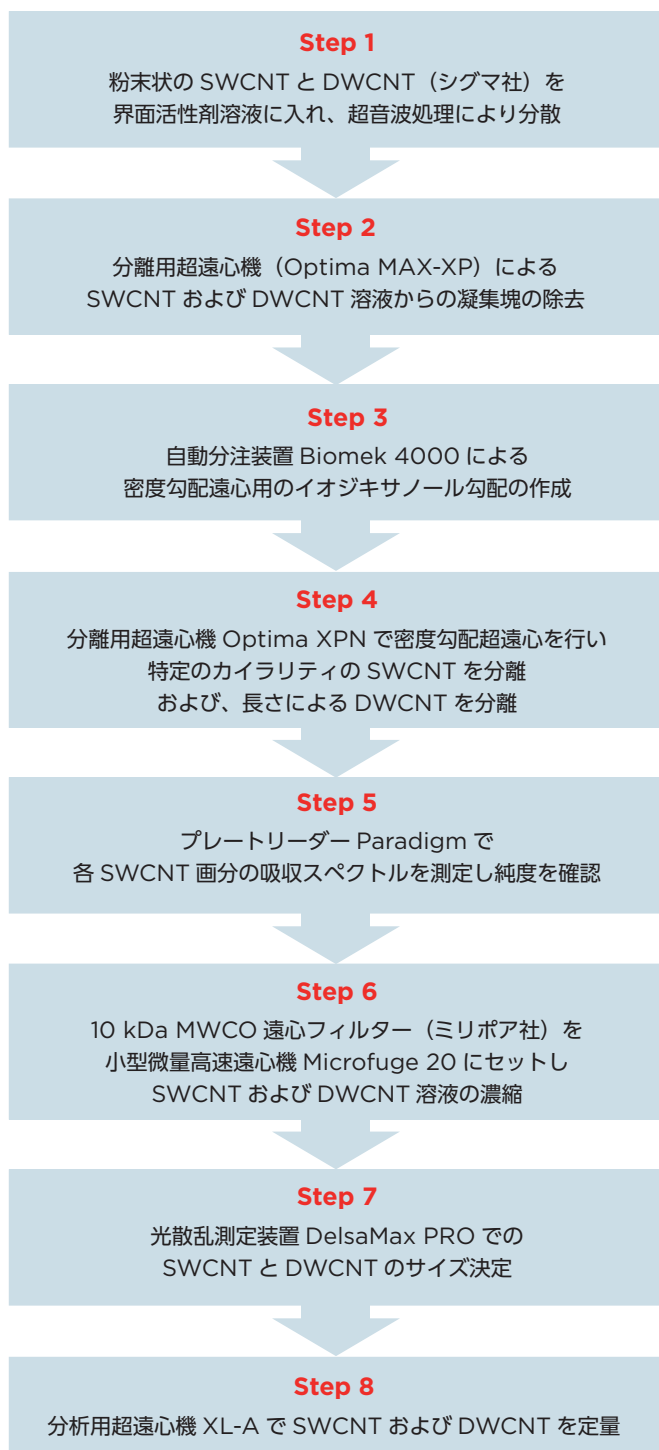 Step 1
粉末状の SWCNT と DWCNT（シグマ社）を
界面活性剤溶液に入れ、超音波処理により分散
Step 2
分離用超遠心機（Optima MAX-XP）による
SWCNT および DWCNT 溶液からの凝集塊の除去
Step 3
自動分注装置 Biomek 4000 による
密度勾配遠心用のイオジキサノール勾配の作成
Step 4
分離用超遠心機 Optima XPN で密度勾配超遠心を行い
特定のカイラリティの SWCNT を分離
および、長さによる DWCNT を分離
Step 5
プレートリーダー Paradigm で
各 SWCNT 画分の吸収スペクトルを測定し純度を確認
Step 6
10 kDa MWCO 遠心フィルター（ミリポア社）を
小型微量高速遠心機 Microfuge 20 にセットし
SWCNT および DWCNT 溶液の濃縮
Step 7
光散乱測定装置 DelsaMax PRO での
SWCNT と DWCNT のサイズ決定
Step 8
分析用超遠心機 XL-A で SWCNT および DWCNT を定量